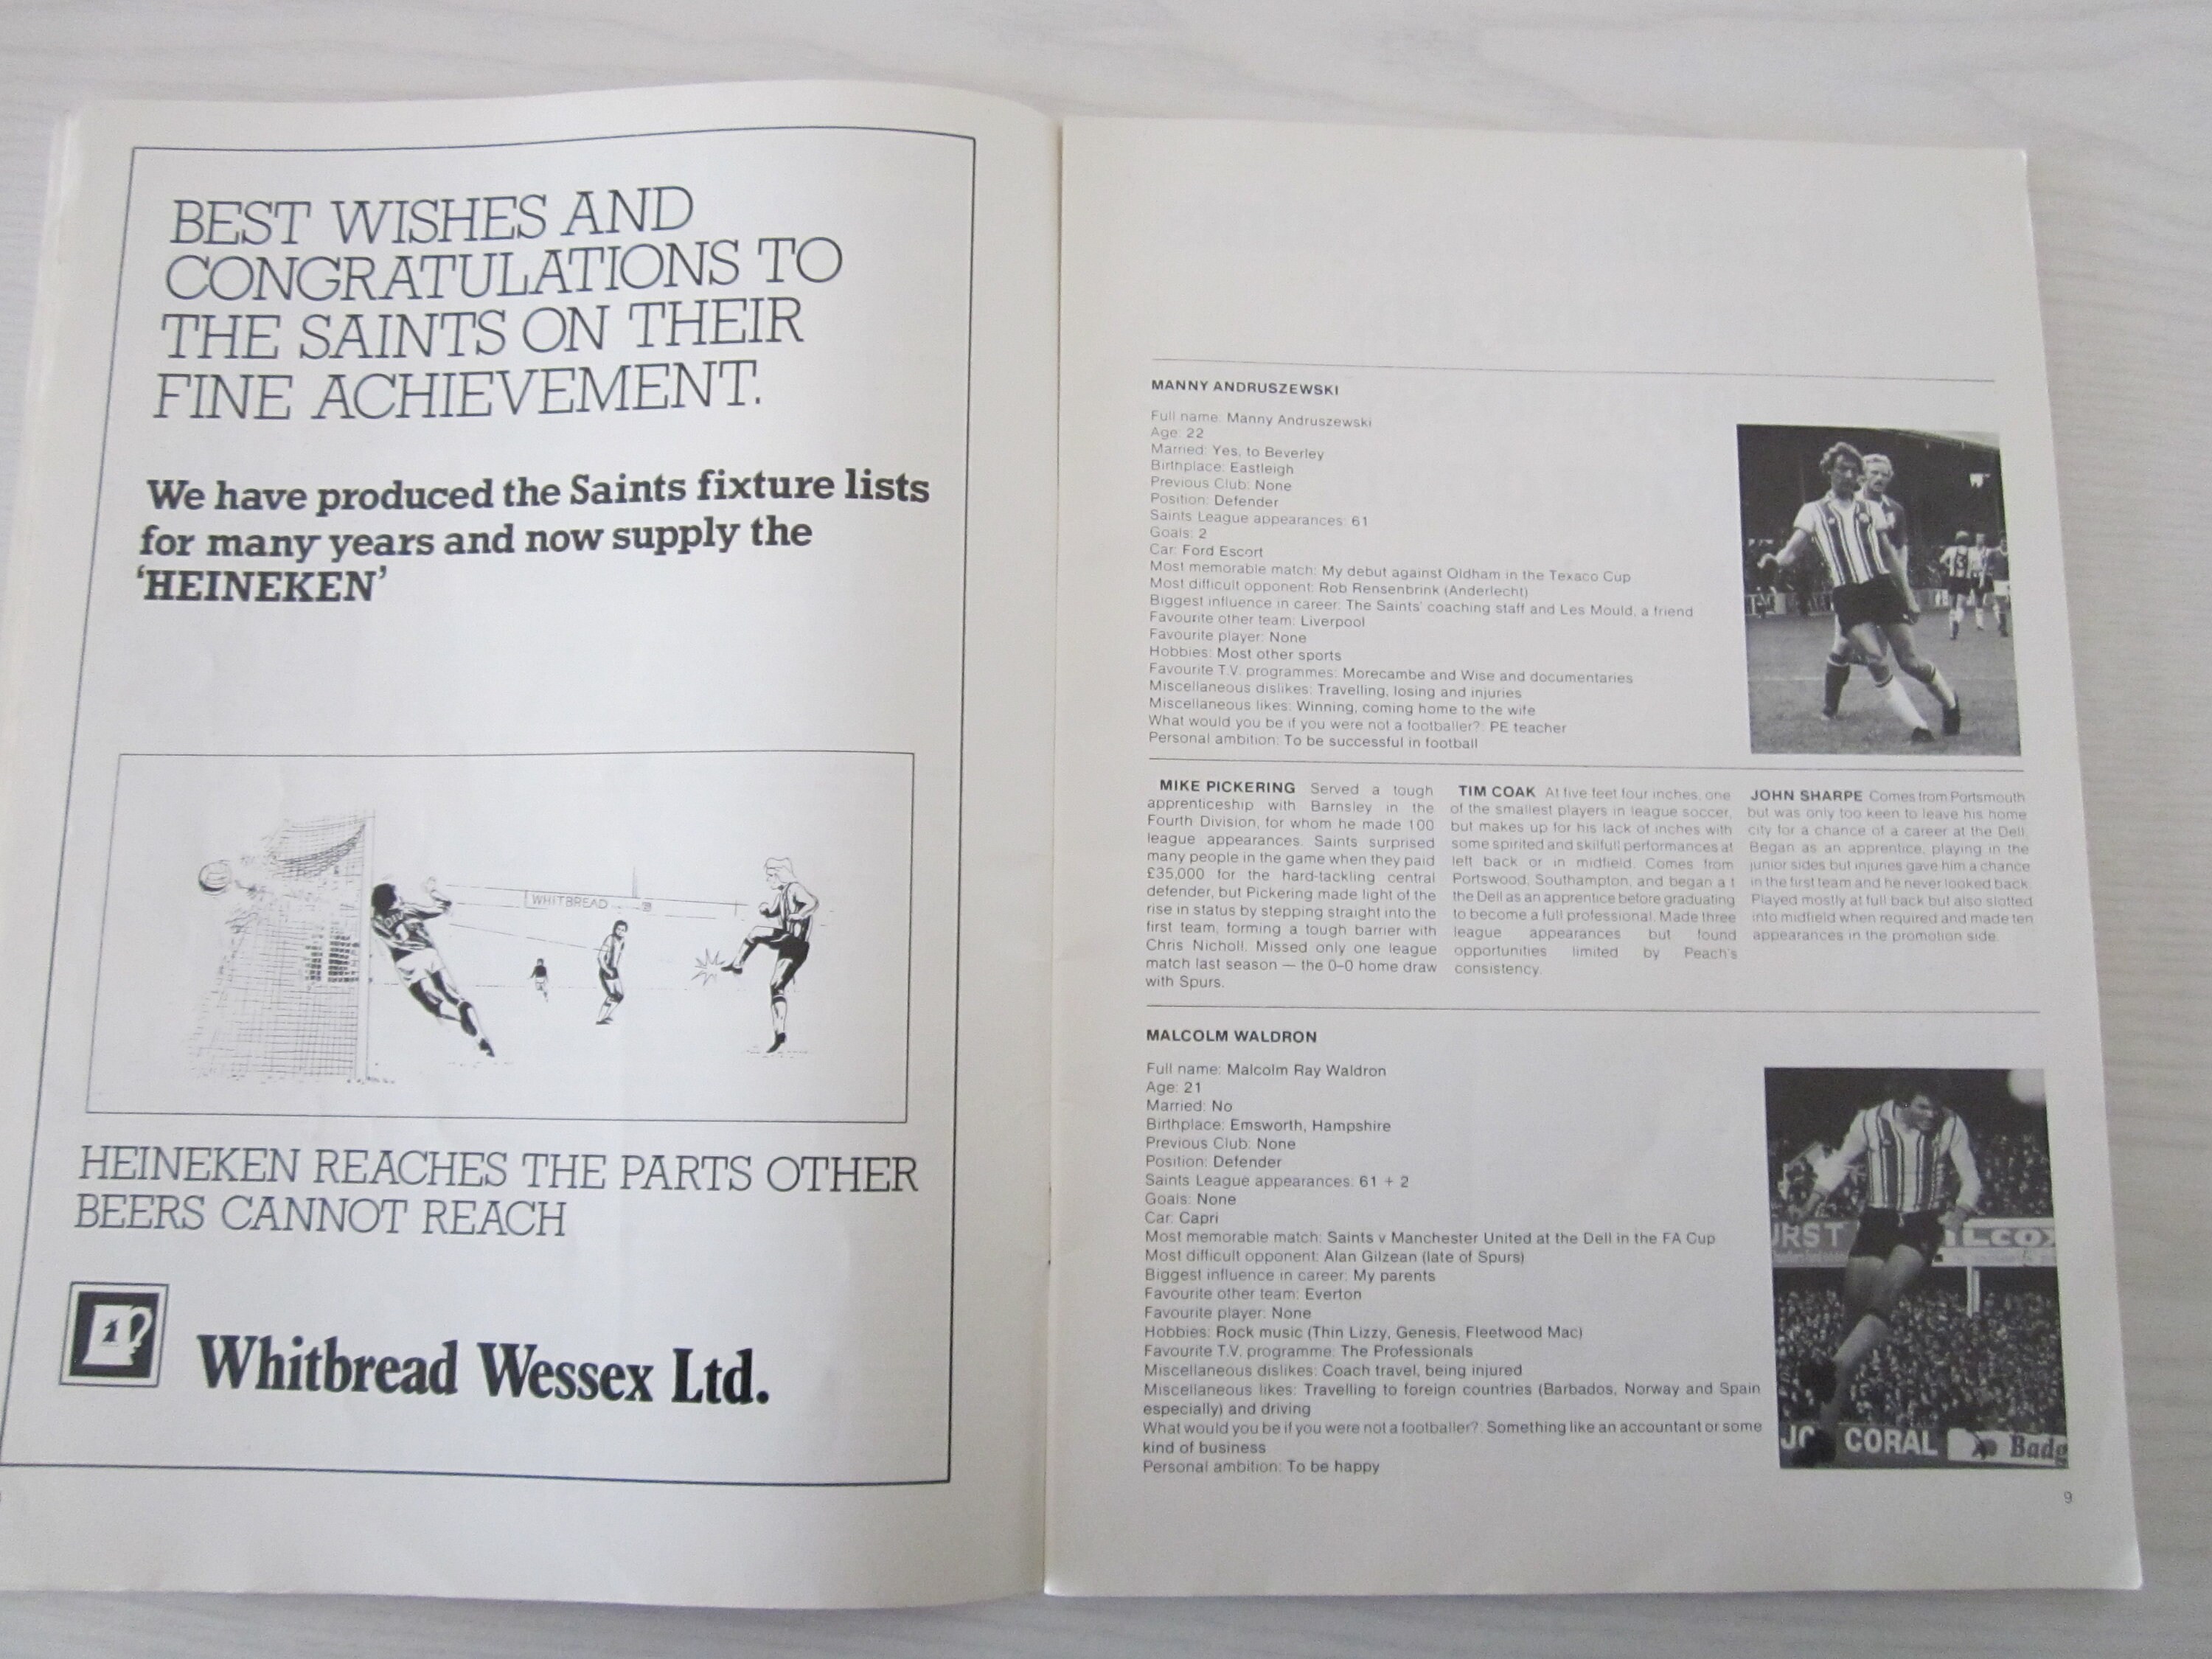 BEST WISHES AND
CONGRATULATIONS TO
THE SAINTS ON THEIR
FINE ACHIEVEMENT.
We have produced the Saints fixture lists
for many years and now supply the
‘HEINEKEN’
WHITBREAD
HEINEKEN REACHES THE PARTS OTHER
BEERS CANNOT REACH
Whitbread Wessex Ltd.
MANNY ANDRUSZEWSKI
Full name: Manny Andruszewski
Age: 22
Married: Yes, to Beverley
Birthplace: Eastleigh
Previous Club: None
Position: Defender
Saints League appearances: 61
Goals: 2
Car: Ford Escort
Most memorable match: My debut against Oldham in the Texaco Cup
Most difficult opponent: Rob Rensenbrink (Anderlecht)
Biggest influence in career: The Saints' coaching staff and Les Mould, a friend
Favourite other team: Liverpool
Favourite player: None
Hobbies: Most other sports
Favourite T.V. programmes: Morecambe and Wise and documentaries
Miscellaneous dislikes: Travelling, losing and injuries
Miscellaneous likes: Winning, coming home to the wife
What would you be if you were not a footballer?: PE teacher
Personal ambition: To be successful in football
MIKE PICKERING Served a tough
apprenticeship with Barnsley in the
Fourth Division, for whom he made 100
league appearances. Saints surprised
many people in the game when they paid
£35,000 for the hard-tackling central
defender, but Pickering made light of the
rise in status by stepping straight into the
first team, forming a tough barrier with
Chris Nicholl. Missed only one league
match last season — the 0–0 home draw
with Spurs.
TIM COAK At five feet four inches, one
of the smallest players in league soccer,
but makes up for his lack of inches with
some spirited and skilfull performances at
left back or in midfield. Comes from
Portswood, Southampton, and began a t
the Dell as an apprentice before graduating
to become a full professional. Made three
league appearances but found
opportunities limited by Peach's
consistency.
JOHN SHARPE Comes from Portsmouth
but was only too keen to leave his home
city for a chance of a career at the Dell.
Began as an apprentice, playing in the
junior sides but injuries gave him a chance
in the first team and he never looked back.
Played mostly at full back but also slotted
into midfield when required and made ten
appearances in the promotion side.
MALCOLM WALDRON
Full name: Malcolm Ray Waldron
Age: 21
Married: No
Birthplace: Emsworth, Hampshire
Previous Club: None
Position: Defender
Saints League appearances: 61 + 2
Goals: None
Car: Capri
Most memorable match: Saints v Manchester United at the Dell in the FA Cup
Most difficult opponent: Alan Gilzean (late of Spurs)
Biggest influence in career: My parents
Favourite other team: Everton
Favourite player: None
Hobbies: Rock music (Thin Lizzy, Genesis, Fleetwood Mac)
Favourite T.V. programme: The Professionals
Miscellaneous dislikes: Coach travel, being injured
Miscellaneous likes: Travelling to foreign countries (Barbados, Norway and Spain
especially) and driving
What would you be if you were not a footballer?: Something like an accountant or some
kind of business
Personal ambition: To be happy
CORAL
9